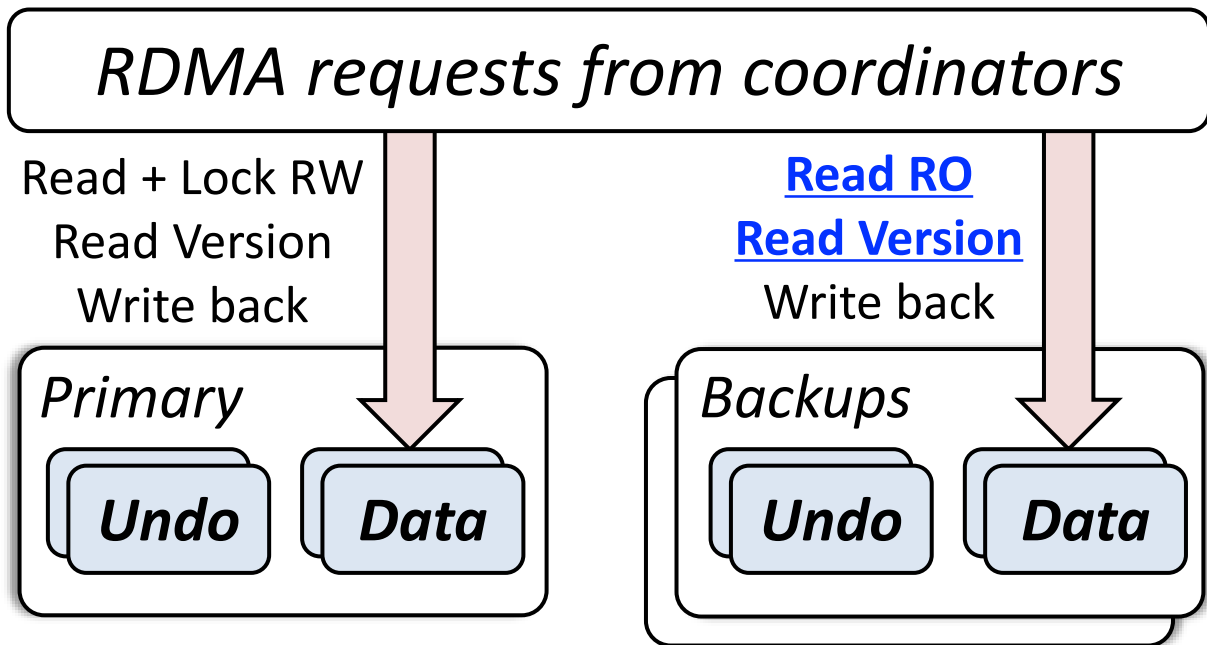 RDMA requests from coordinators
Read + Lock RW
Read Version
Write back
Read RO
Read Version
Write back
Primary
Undo
Data
Backups
Undo
Data